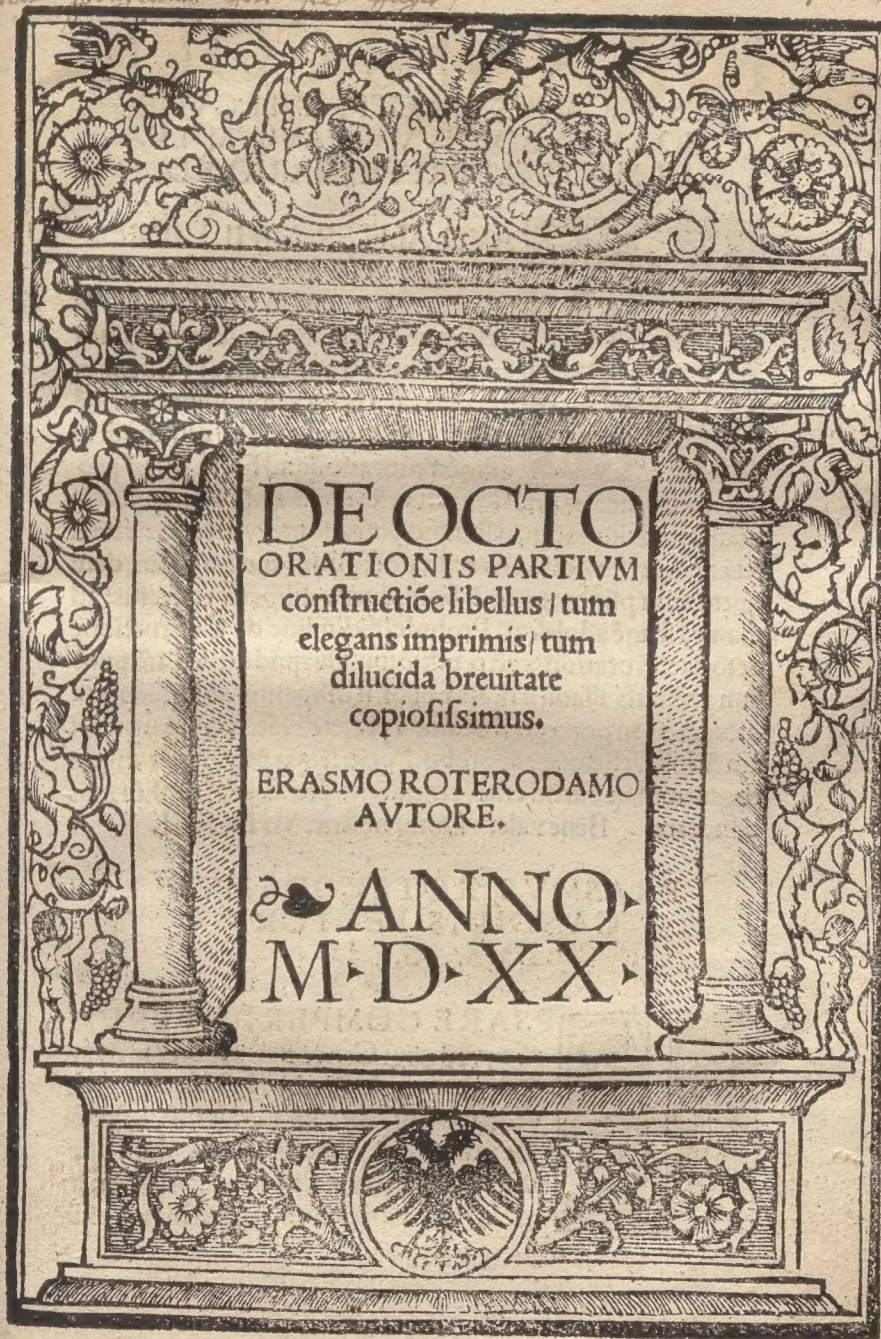 DE OCTO
ORATIONIS PARTIVM
conſtructiõe libellus / tum
elegans imprimis / tum
dilucida breuitate
copioſiſsimus.
ERASMO ROTERODAMO
AVTORE.
❧ ANNO‣
M‣D‣XX‣